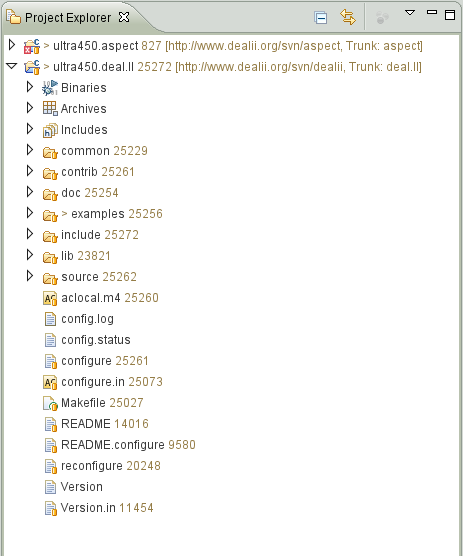 Project Explorer
> ultra450.aspect 827 [http://www.dealii.org/svn/aspect, Trunk: aspect]
> ultra450.deal.II 25272 [http://www.dealii.org/svn/dealii, Trunk: deal.II]
Binaries
Archives
Includes
common 25229
contrib 25261
doc 25254
> examples 25256
include 25272
lib 23821
source 25262
aclocal.m4 25260
config.log
config.status
configure 25261
configure.in 25073
Makefile 25027
README 14016
README.configure 9580
reconfigure 20248
Version
Version.in 11454